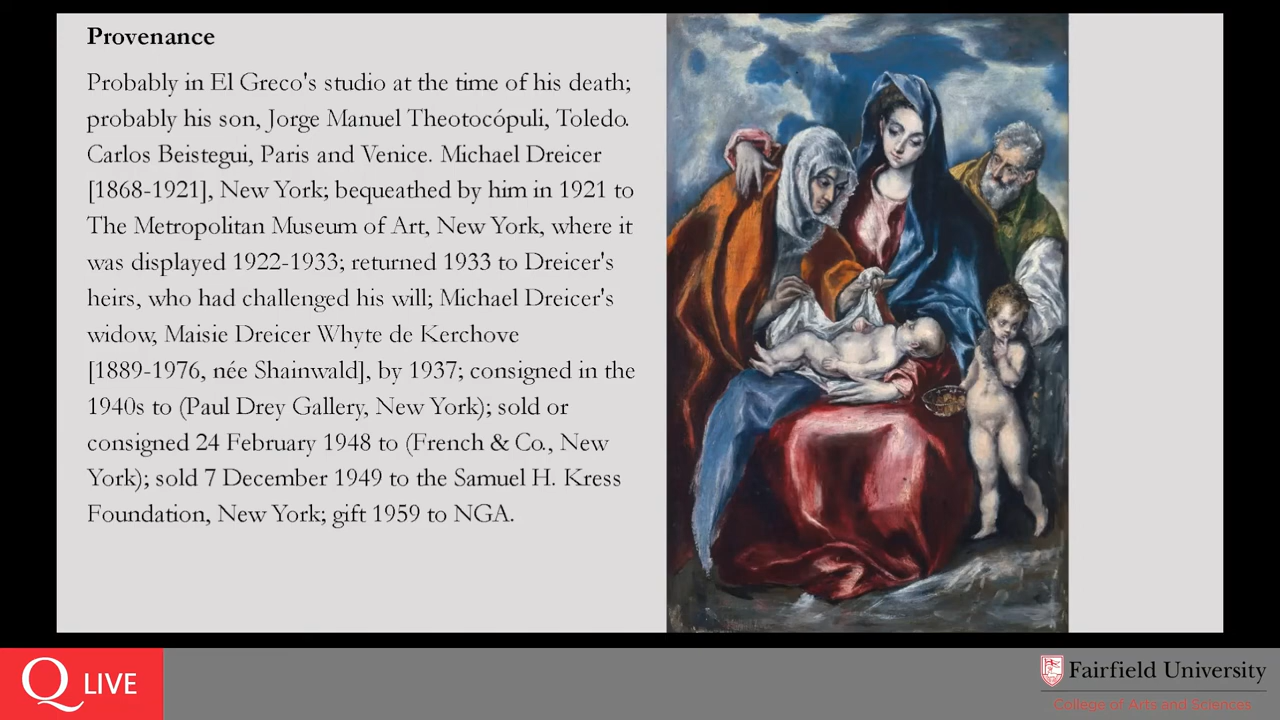 Provenance
Probably in El Greco's studio at the time of his death;
probably his son, Jorge Manuel Theotocópuli, Toledo.
Carlos Beistegui, Paris and Venice. Michael Dreicer
[1868-1921], New York; bequeathed by him in 1921 to
The Metropolitan Museum of Art, New York, where it
was displayed 1922-1933; returned 1933 to Dreicer's
heirs, who had challenged his will; Michael Dreicer's
widow, Maisie Dreicer Whyte de Kerchove
[1889-1976, née Shainwald], by 1937; consigned in the
1940s to (Paul Drey Gallery, New York); sold or
consigned 24 February 1948 to (French & Co., New
York); sold 7 December 1949 to the Samuel H. Kress
Foundation, New York; gift 1959 to NGA.
Q LIVE
Fairfield University
College of Arts and Sciences